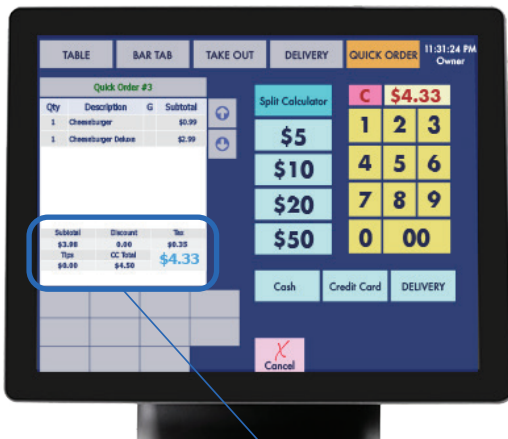 TABLE BAR TAB TAKE OUT DELIVERY QUICK ORDER 11:31:24 PM
Owner
Quick Order #3
Qty Description G Subtotal
1 Cheeseburger $0.99
1 Cheeseburger Deluxe $2.99
Subtotal Discount Tax
$3.98 0.00 $0.35
Tips CC Total
$0.00 $4.50 $4.33
Split Calculator
$5
$10
$20
$50
C $4.33
1 2 3
4 5 6
7 8 9
0 00
Cash Credit Card DELIVERY
X
Cancel